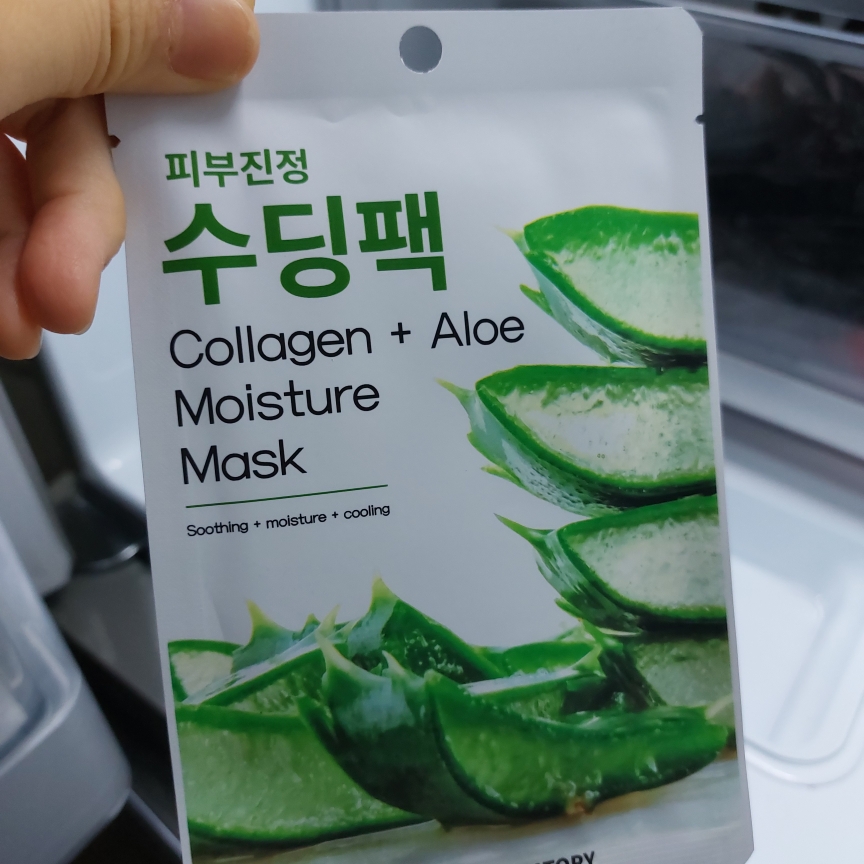 피부진정
수딩팩
Collagen + Aloe
Moisture
Mask
Soothing + moisture + cooling